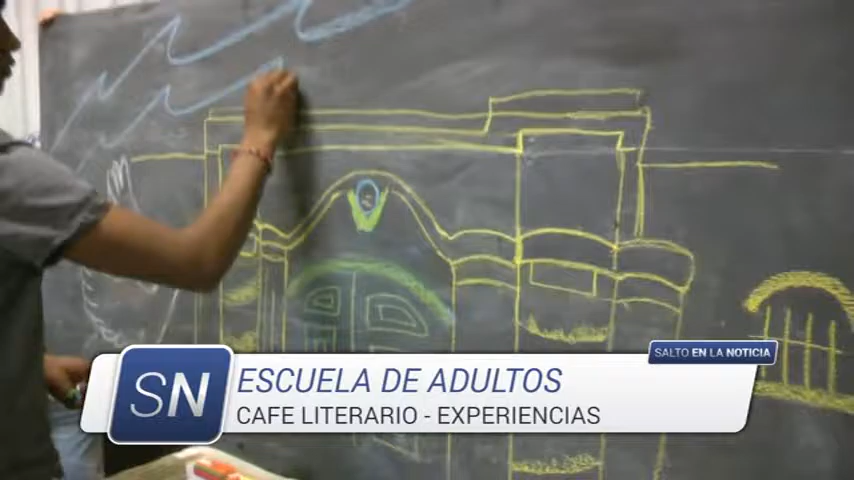 SALTO EN LA NOTICIA
SN
ESCUELA DE ADULTOS
CAFE LITERARIO - EXPERIENCIAS